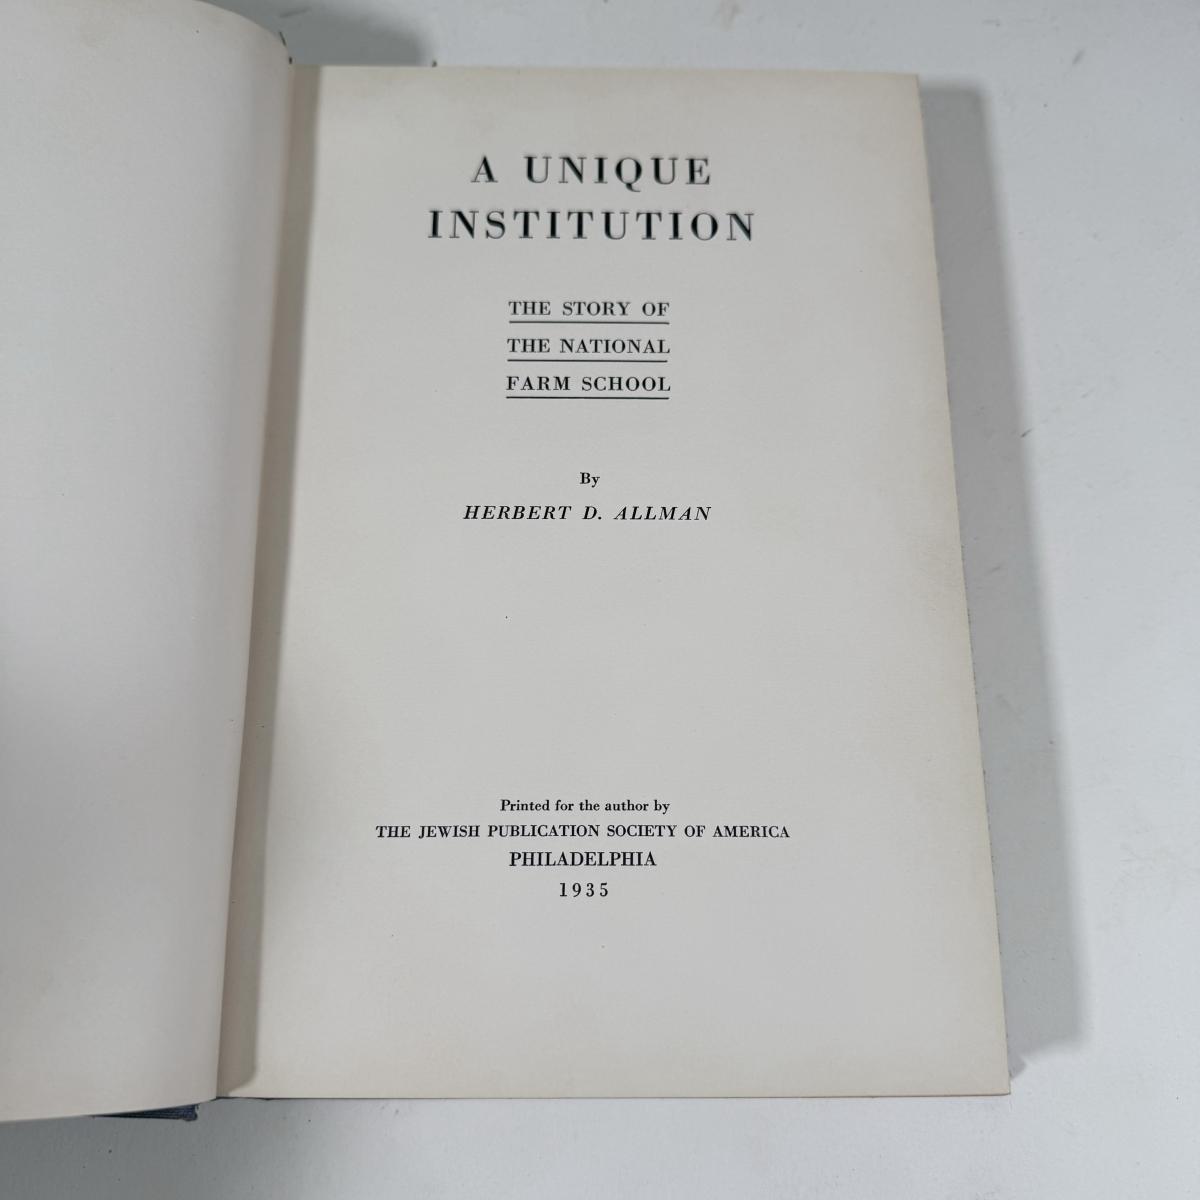 A UNIQUE
INSTITUTION
THE STORY OF
THE NATIONAL
FARM SCHOOL
By
HERBERT D. ALLMAN
Printed for the author by
THE JEWISH PUBLICATION SOCIETY OF AMERICA
PHILADELPHIA
1935